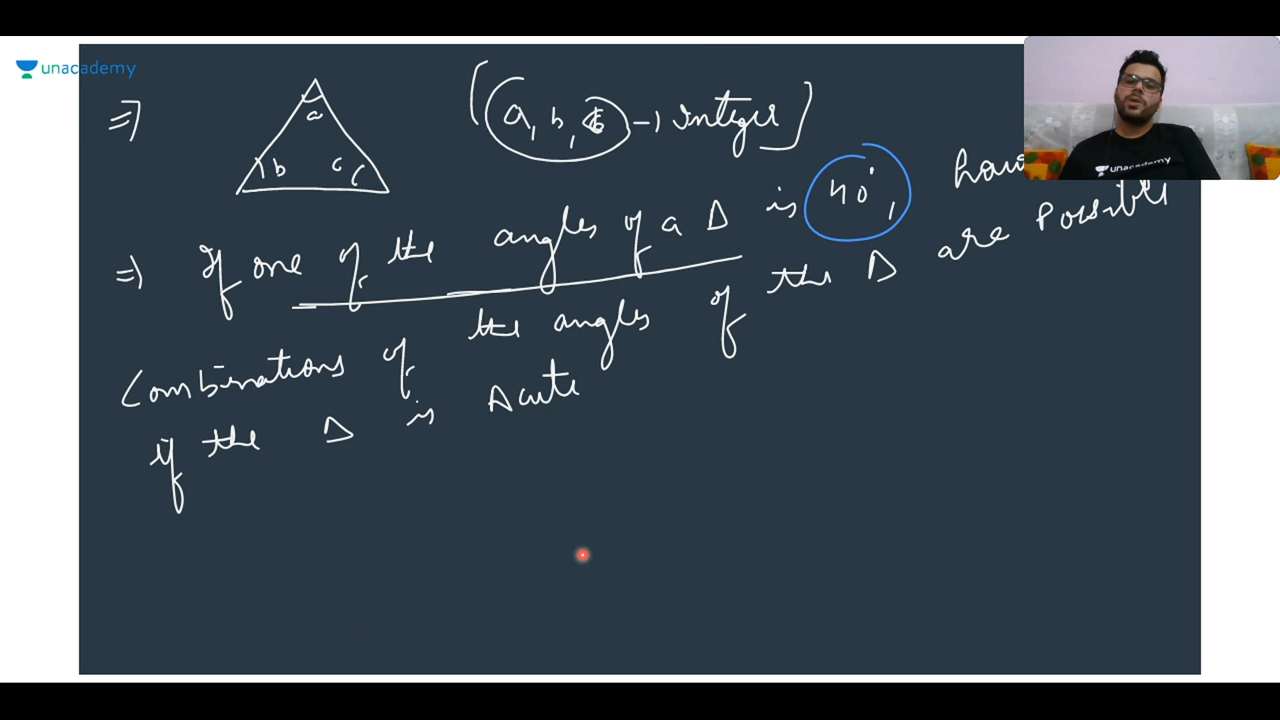 unacademy
⇒ a b c [a, b, c → Integer]
⇒ If one of the angles of a Δ is 40°, how
Combinations of the angles of the Δ are Possible
if the Δ is Acute
unacademy